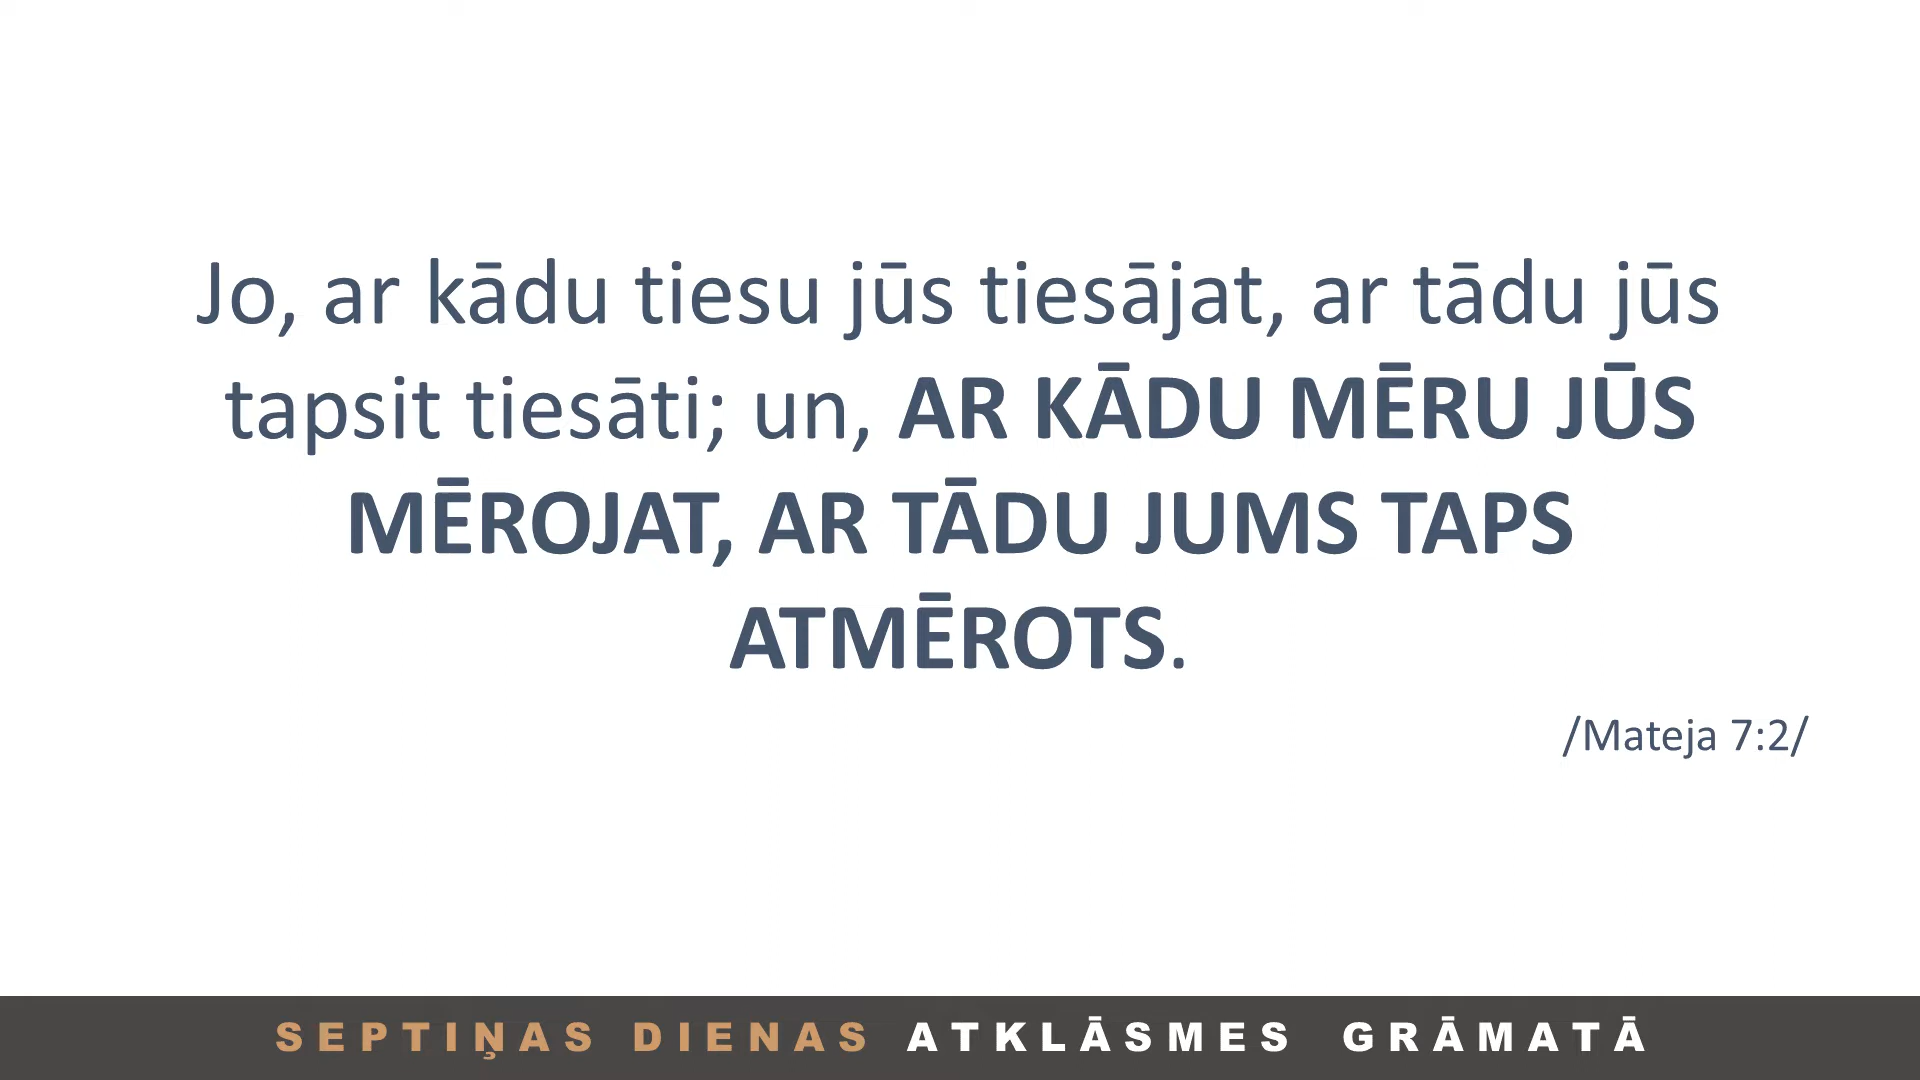 Jo, ar kādu tiesu jūs tiesājat, ar tādu jūs
tapsit tiesāti; un, AR KĀDU MĒRU JŪS
MĒROJAT, AR TĀDU JUMS TAPS
ATMĒROTS.
/Mateja 7:2/
SEPTIŅAS DIENAS ATKLĀSMES GRĀMATĀ